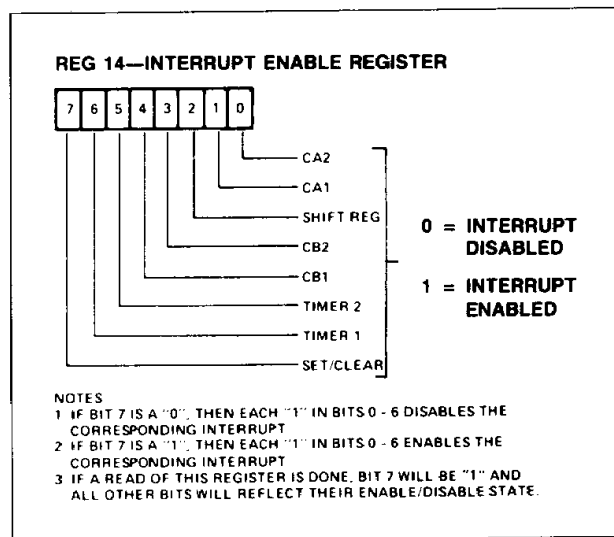 REG 14—INTERRUPT ENABLE REGISTER
7 6 5 4 3 2 1 0
CA2
CA1
SHIFT REG
CB2
CB1
TIMER 2
TIMER 1
SET/CLEAR
0 = INTERRUPT
DISABLED
1 = INTERRUPT
ENABLED
NOTES
1 IF BIT 7 IS A "0", THEN EACH "1" IN BITS 0 - 6 DISABLES THE
CORRESPONDING INTERRUPT
2 IF BIT 7 IS A "1", THEN EACH "1" IN BITS 0 - 6 ENABLES THE
CORRESPONDING INTERRUPT
3 IF A READ OF THIS REGISTER IS DONE, BIT 7 WILL BE "1" AND
ALL OTHER BITS WILL REFLECT THEIR ENABLE/DISABLE STATE.